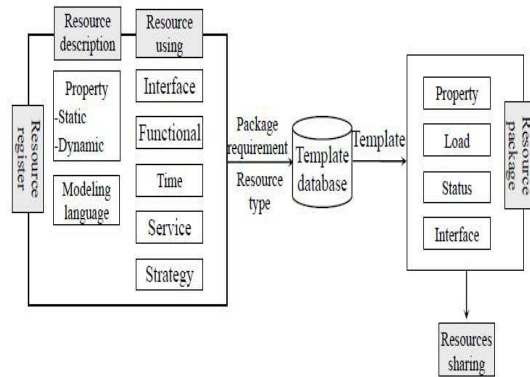 Resource
description
Resource
using
Resource
register
Property
-Static
-Dynamic
Modeling
language
Interface
Functional
Time
Service
Strategy
Package
requirement
Resource
type
Template
database
Template
Property
Load
Status
Interface
Resource
package
Resources
sharing